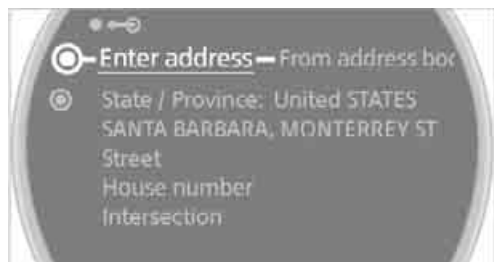 Enter address From address boo
State / Province: United STATES
SANTA BARBARA, MONTERREY ST
Street
House number
Intersection